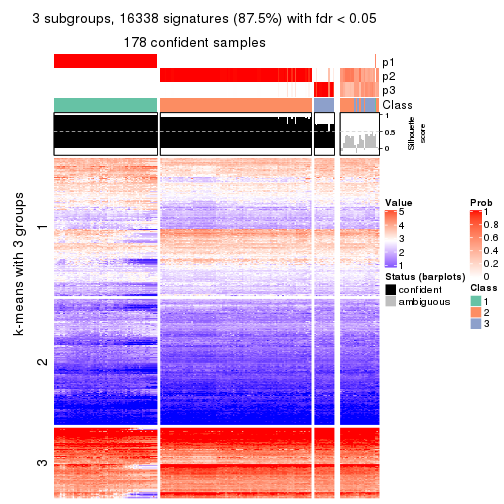 3 subgroups, 16338 signatures (87.5%) with fdr < 0.05
178 confident samples
p1
p2
p3
Class
1
0.5
0
Silhouette
score
k-means with 3 groups
1
2
3
Value
5
4
3
2
1
Status (barplots)
confident
ambiguous
Prob
1
0.8
0.6
0.4
0.2
0
Class
1
2
3